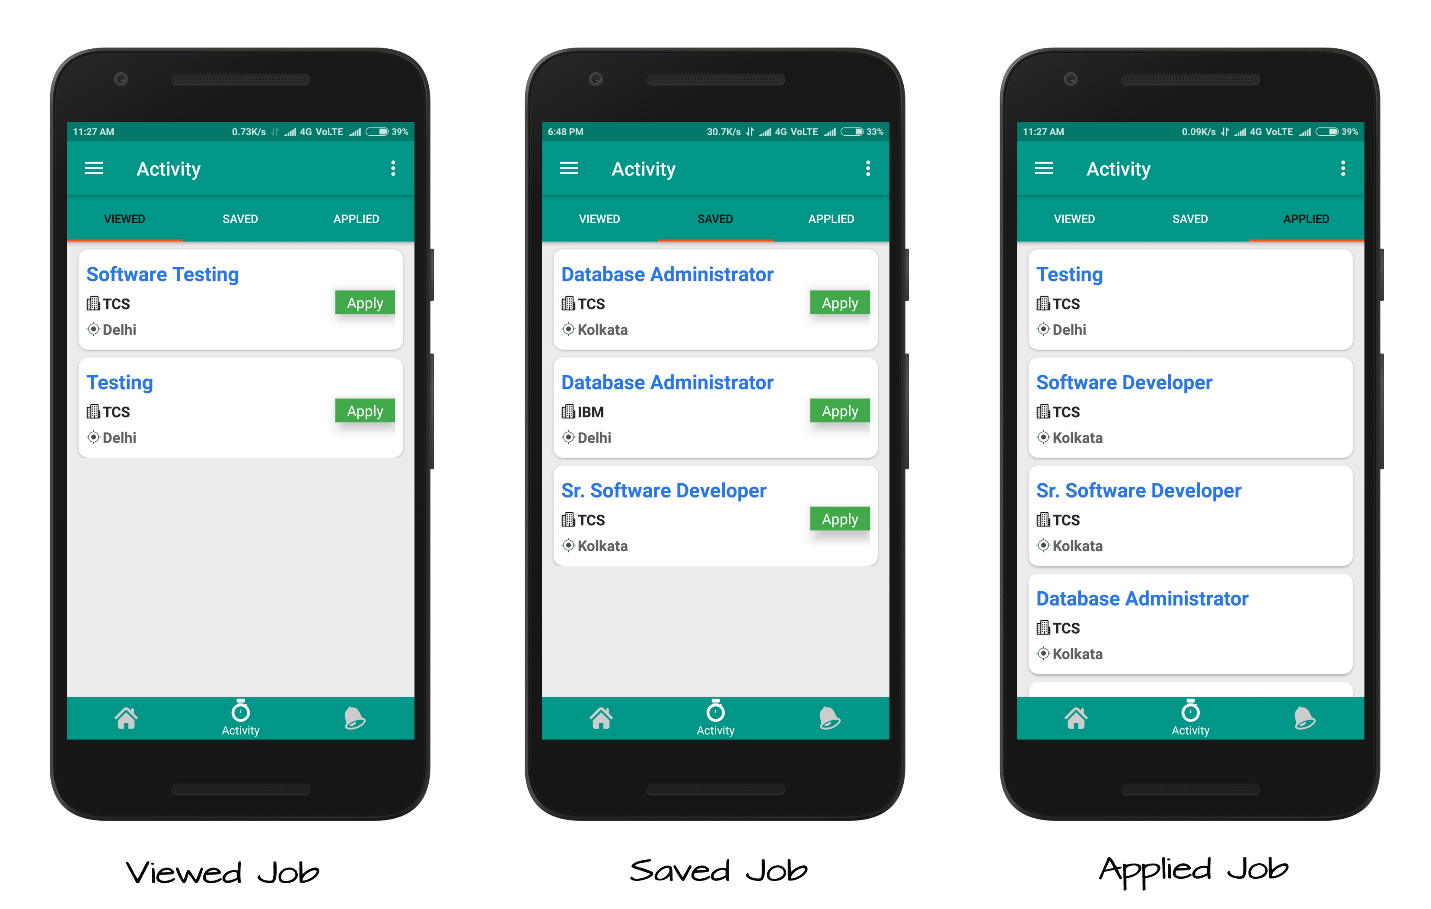 11:27 AM 0.73K/s 4G VoLTE 39%
Activity
VIEWED SAVED APPLIED
Software Testing
TCS
Apply
Delhi
Testing
TCS
Apply
Delhi
Activity
Viewed Job
6:48 PM 30.7K/s 4G VoLTE 33%
Activity
VIEWED SAVED APPLIED
Database Administrator
TCS
Apply
Kolkata
Database Administrator
IBM
Apply
Delhi
Sr. Software Developer
TCS
Apply
Kolkata
Activity
Saved Job
11:27 AM 0.09K/s 4G VoLTE 39%
Activity
VIEWED SAVED APPLIED
Testing
TCS
Delhi
Software Developer
TCS
Kolkata
Sr. Software Developer
TCS
Kolkata
Database Administrator
TCS
Kolkata
Activity
Applied Job